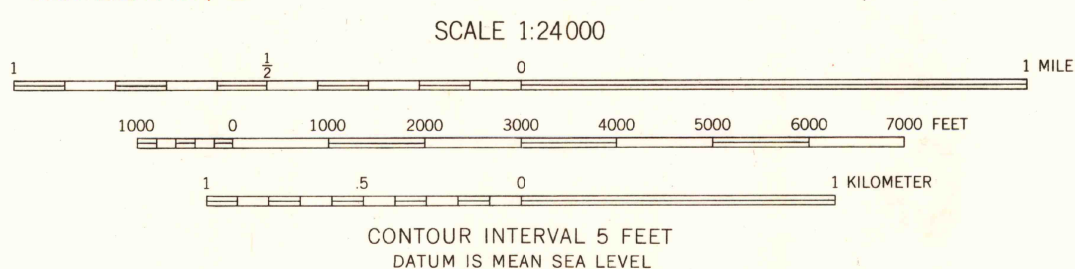 SCALE 1:24000
1 ½ 0 1 MILE
1000 0 1000 2000 3000 4000 5000 6000 7000 FEET
1 .5 0 1 KILOMETER
CONTOUR INTERVAL 5 FEET
DATUM IS MEAN SEA LEVEL